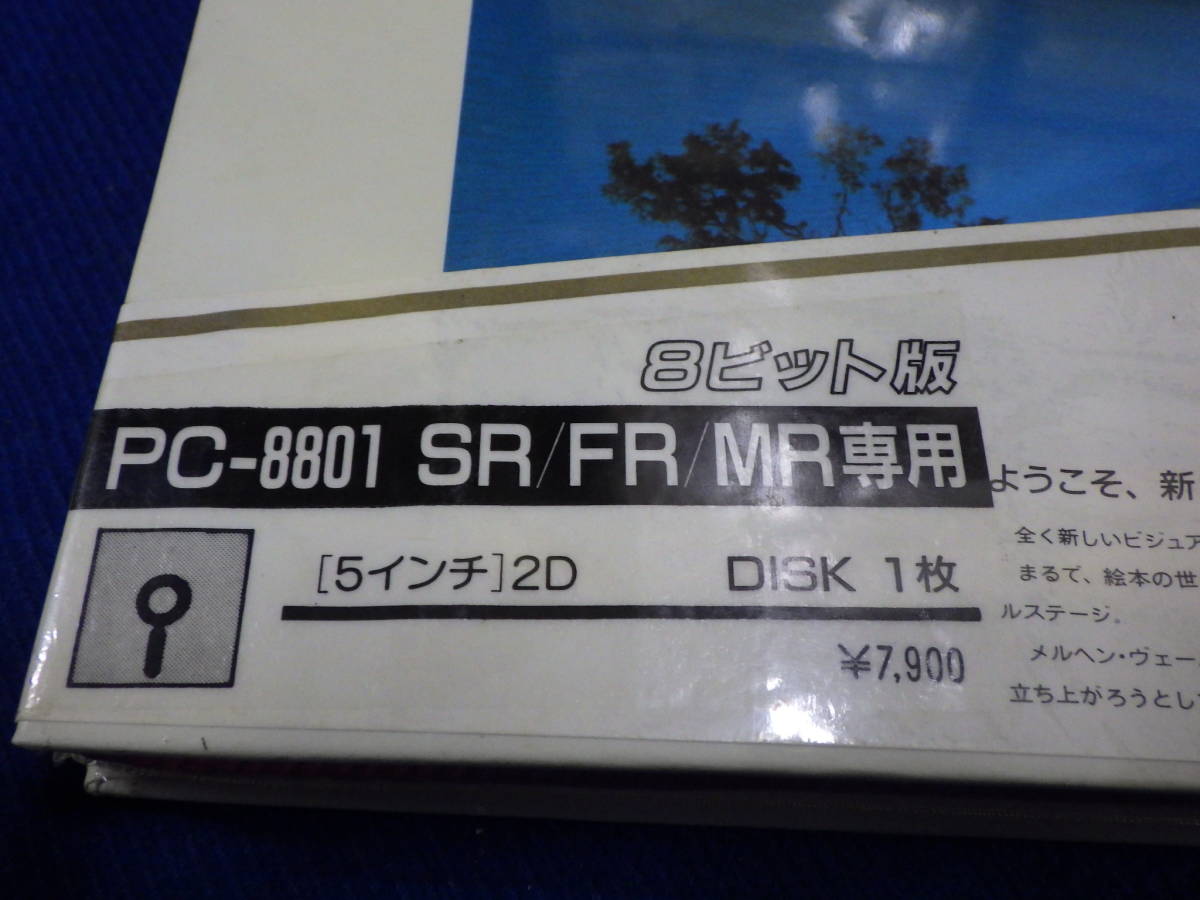 8ビット版
PC-8801 SR/FR/MR専用
[5インチ]2D DISK 1枚
¥7,900
ようこそ、新
全く新しいビジュア
まるで、絵本の世
ルステージ。
メルヘン・ヴェー
立ち上がろうとし